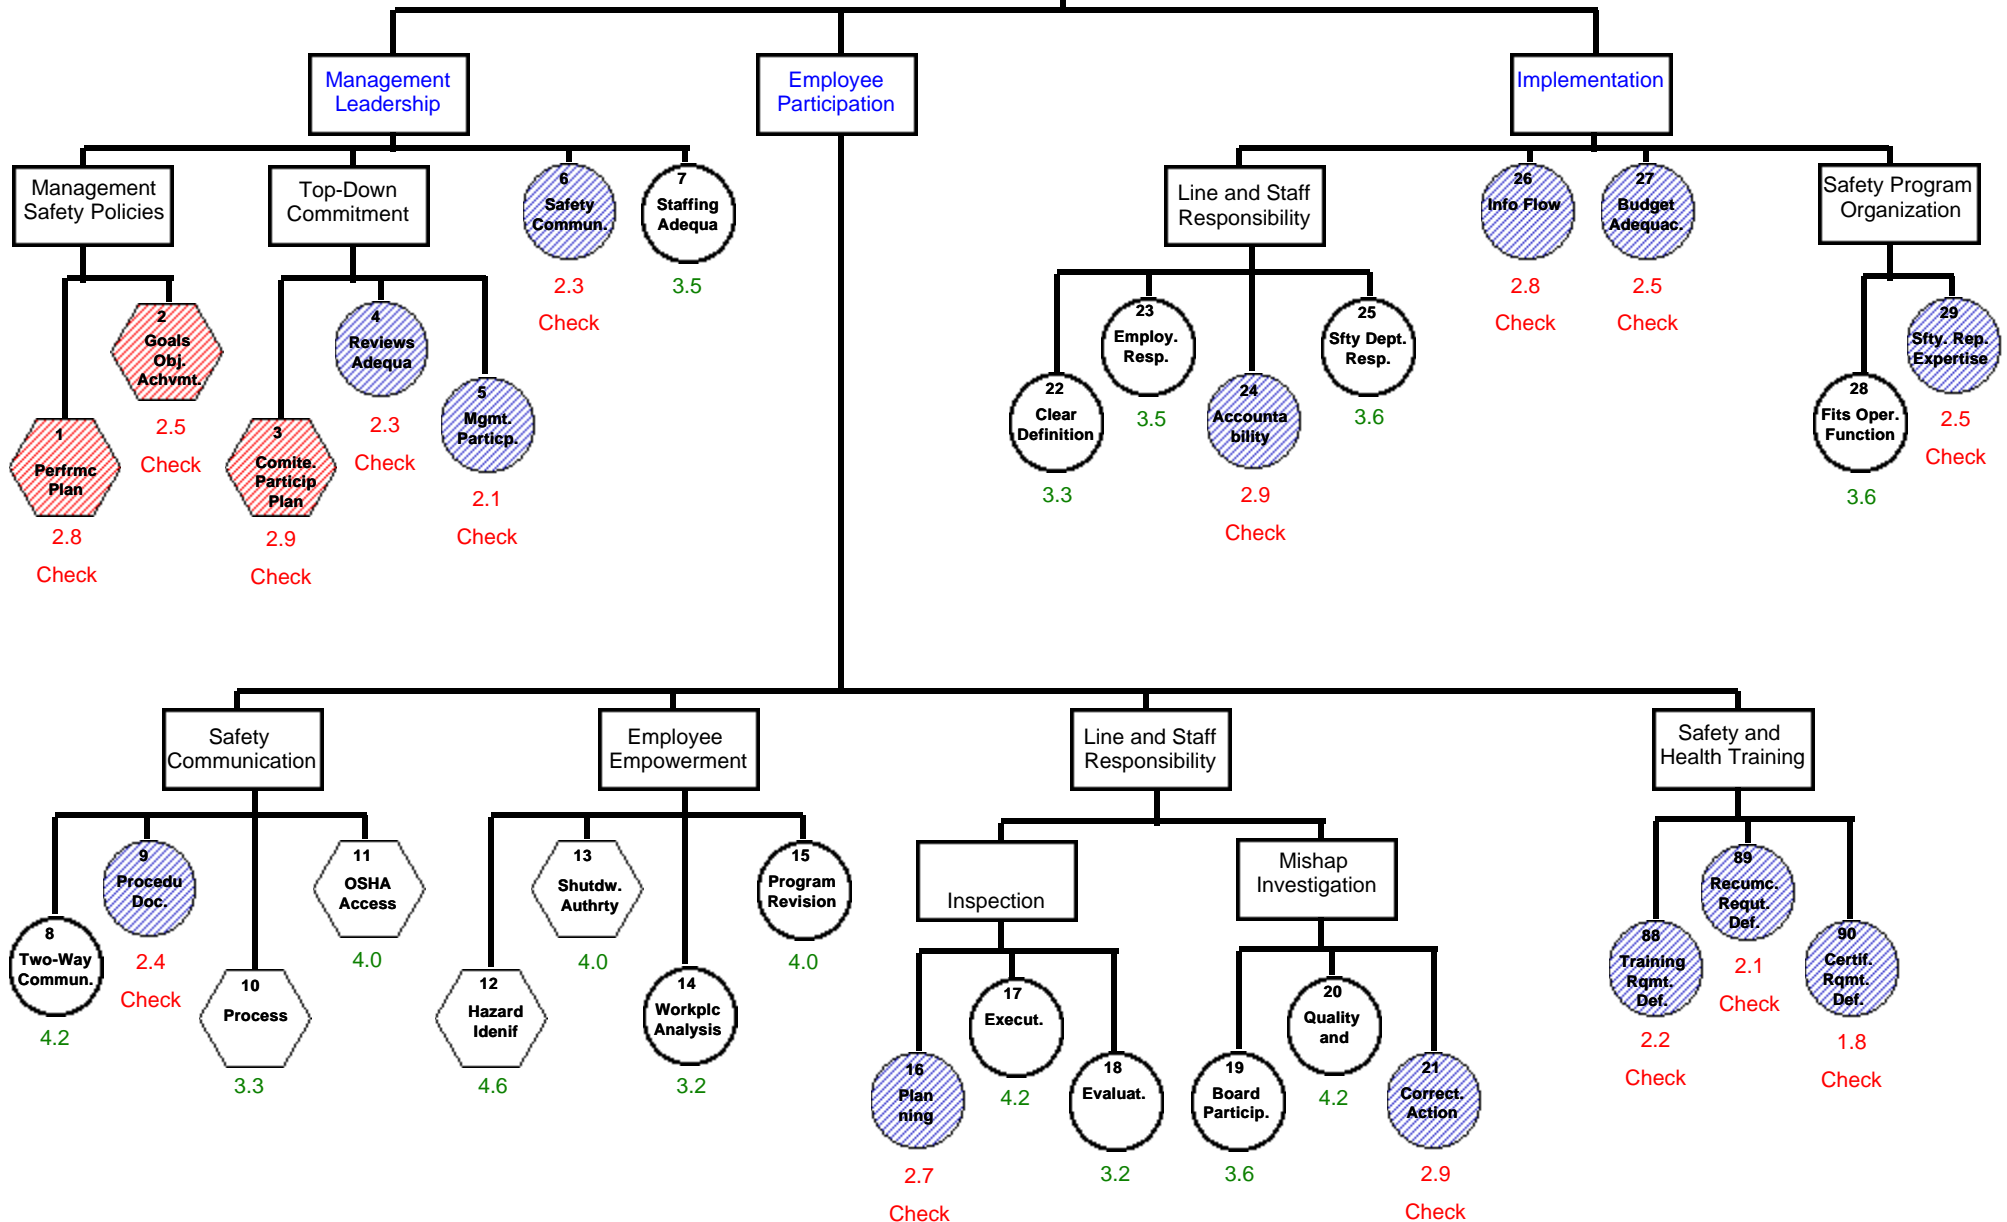 Management
Leadership
Employee
Participation
Implementation
Management
Safety Policies
Top-Down
Commitment
6
Safety
Commun.
2.3
Check
7
Staffing
Adequa
3.5
Line and Staff
Responsibility
26
Info Flow
2.8
Check
27
Budget
Adequac.
2.5
Check
Safety Program
Organization
1
Perfrmc
Plan
2.8
Check
2
Goals
Obj.
Achvmt.
2.5
Check
3
Comite.
Particip
Plan
2.9
Check
4
Reviews
Adequa
2.3
Check
5
Mgmt.
Particp.
2.1
Check
22
Clear
Definition
3.3
23
Employ.
Resp.
3.5
24
Accounta
bility
2.9
Check
25
Sfty Dept.
Resp.
3.6
28
Fits Oper.
Function
3.6
29
Sfty. Rep.
Expertise
2.5
Check
Safety
Communication
Employee
Empowerment
Line and Staff
Responsibility
Safety and
Health Training
8
Two-Way
Commun.
4.2
9
Procedu
Doc.
2.4
Check
10
Process
3.3
11
OSHA
Access
4.0
12
Hazard
Idenif
4.6
13
Shutdw.
Authrty
4.0
14
Workplc
Analysis
3.2
15
Program
Revision
4.0
Inspection
Mishap
Investigation
16
Plan
ning
2.7
Check
17
Execut.
4.2
18
Evaluat.
3.2
19
Board
Particip.
3.6
20
Quality
and
4.2
21
Correct.
Action
2.9
Check
88
Training
Rqmt.
Def.
2.2
Check
89
Recumc.
Requt.
Def.
2.1
Check
90
Certif.
Rqmt.
Def.
1.8
Check